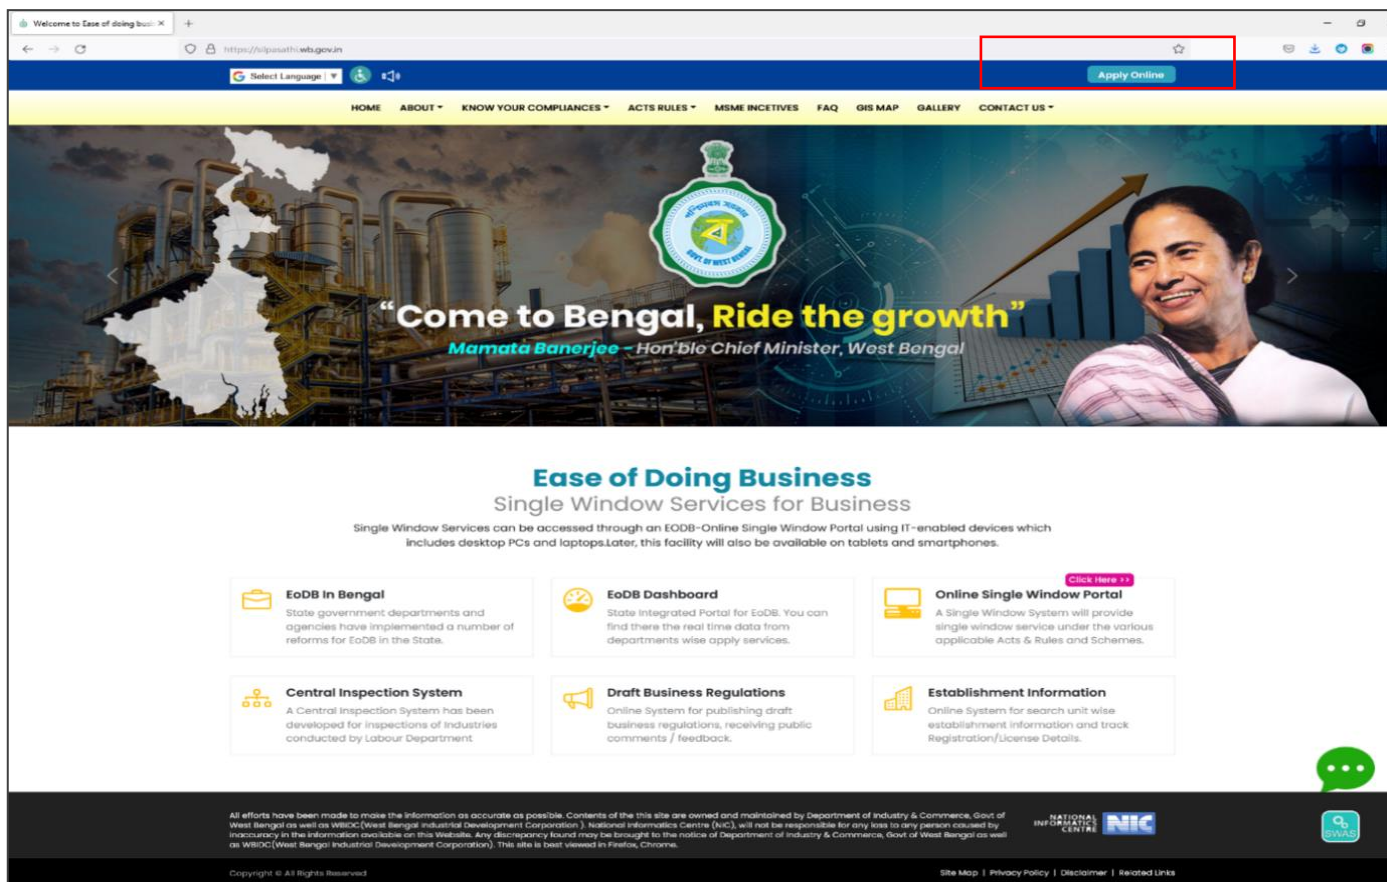 Welcome to Ease of doing busi
https://silpasathi.wb.gov.in
Select Language
Apply Online
HOME ABOUT KNOW YOUR COMPLIANCES ACTS RULES MSME INCETIVES FAQ GIS MAP GALLERY CONTACT US
GOVT. OF WEST BENGAL
“Come to Bengal, Ride the growth”
Mamata Banerjee - Hon'ble Chief Minister, West Bengal
Ease of Doing Business
Single Window Services for Business
Single Window Services can be accessed through an EODB-Online Single Window Portal using IT-enabled devices which
includes desktop PCs and laptops.Later, this facility will also be available on tablets and smartphones.
EoDB In Bengal
State government departments and
agencies have implemented a number of
reforms for EoDB in the State.
EoDB Dashboard
State Integrated Portal for EoDB. You can
find there the real time data from
departments wise apply services.
Click Here >>
Online Single Window Portal
A Single Window System will provide
single window service under the various
applicable Acts & Rules and Schemes.
Central Inspection System
A Central Inspection System has been
developed for inspections of Industries
conducted by Labour Department
Draft Business Regulations
Online System for publishing draft
business regulations, receiving public
comments / feedback.
Establishment Information
Online System for search unit wise
establishment information and track
Registration/License Details.
All efforts have been made to make the information as accurate as possible. Contents of the this site are owned and maintained by Department of Industry & Commerce, Govt of
West Bengal as well as WBIDC(West Bengal Industrial Development Corporation ). National Informatics Centre (NIC), will not be responsible for any loss to any person caused by
inaccuracy in the information available on this Website. Any discrepancy found may be brought to the notice of Department of Industry & Commerce, Govt of West Bengal as well
as WBIDC(West Bengal Industrial Development Corporation). This site is best viewed in Firefox, Chrome.
NATIONAL
INFORMATICS
CENTRE
NIC
SWAS
Copyright © All Rights Reserved
Site Map | Privacy Policy | Disclaimer | Related Links